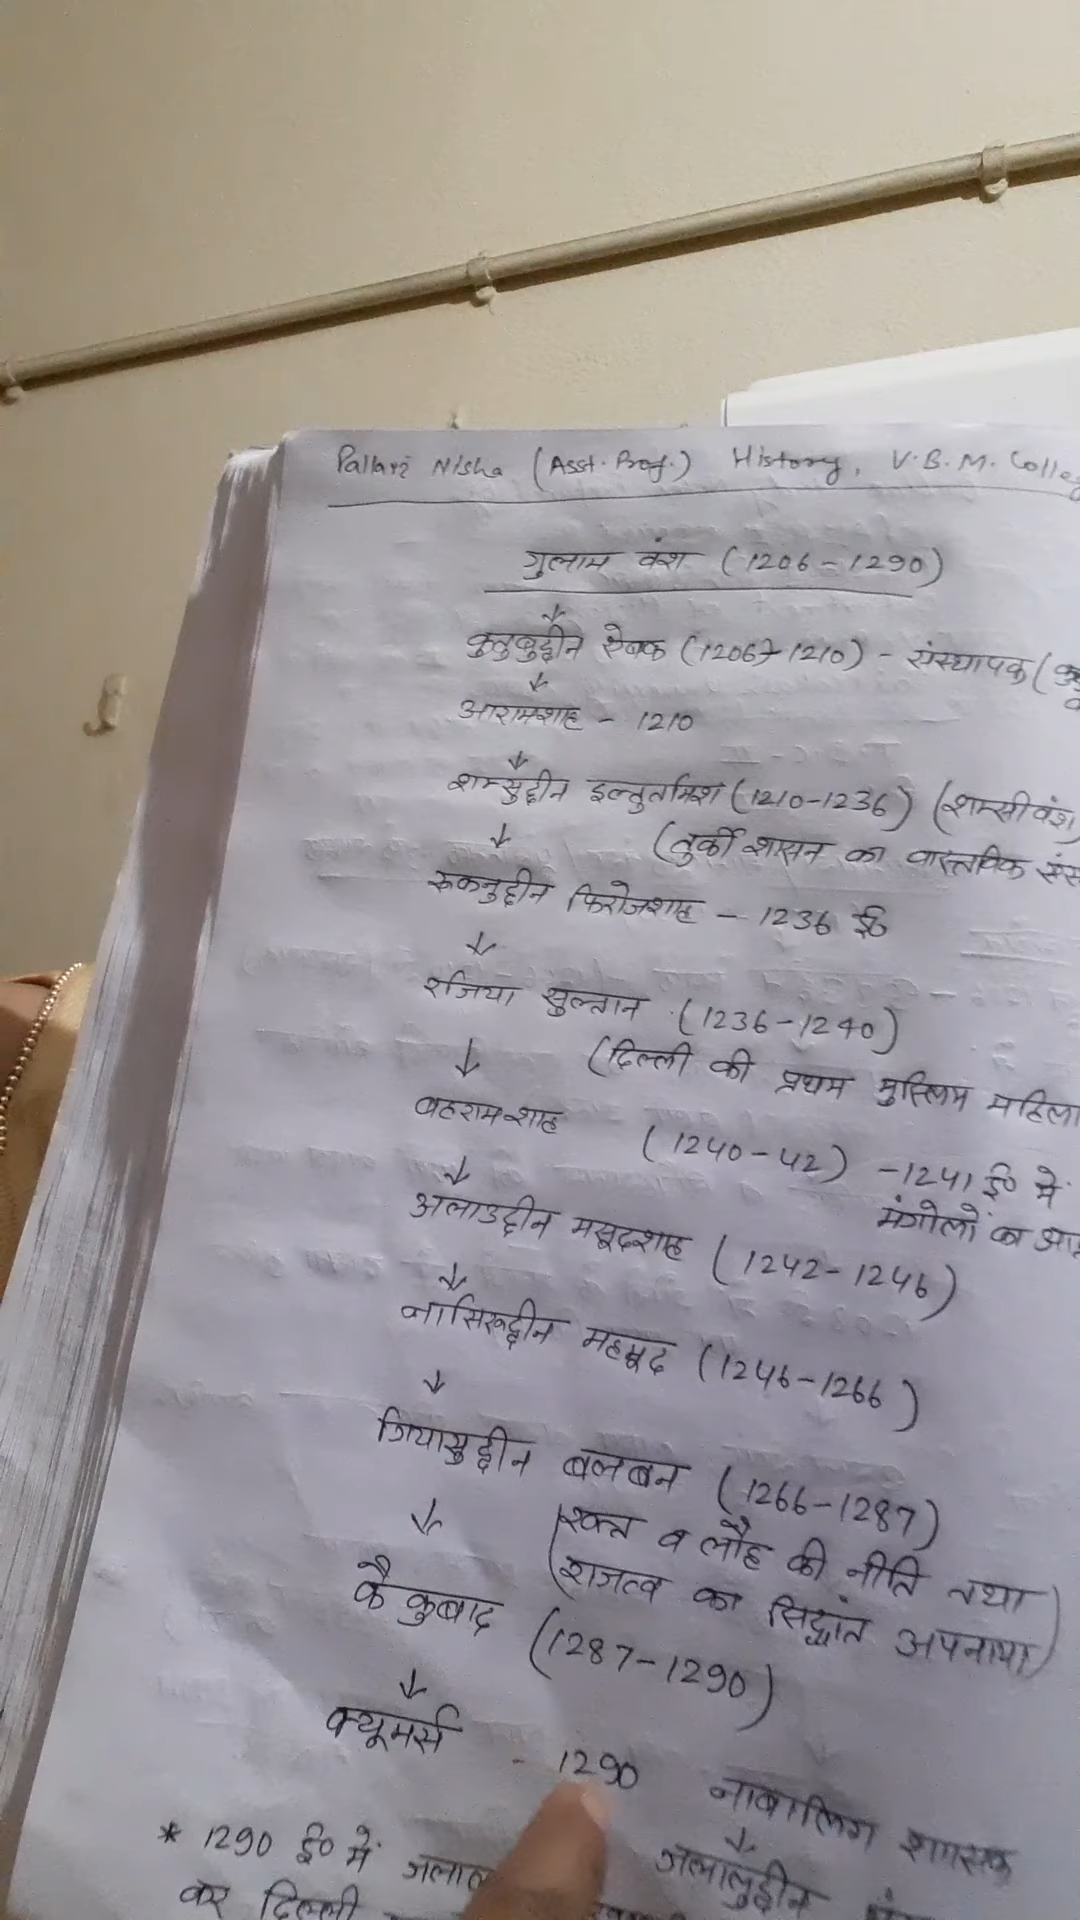 Pallavi Nisha (Asst. Prof.) History, V.B.M. College
गुलाम वंश (1206-1290)
कुतुबुद्दीन ऐबक (1206-1210) - संस्थापक (
आरामशाह - 1210
शम्सुद्दीन इल्तुतमिश (1210-1236) (शम्सी वंश)
(तुर्की शासन का वास्तविक
रूकनुद्दीन फिरोजशाह - 1236 ई०
रजिया सुल्तान (1236-1240)
(दिल्ली की प्रथम मुस्लिम महिला
बहरामशाह (1240-42) -1241 ई० में
मंगोलों का
अलाउद्दीन मसूदशाह (1242-1246)
नासिरूद्दीन महमूद (1246-1266)
गियासुद्दीन बलबन (1266-1287)
(रक्त व लौह की नीति तथा
राजत्व का सिद्धांत अपनाया)
कैकुबाद (1287-1290)
क्यूमर्स - 1290 नाबालिग शासक
जलालुद्दीन
* 1290 ई० में
कर दिल्ली